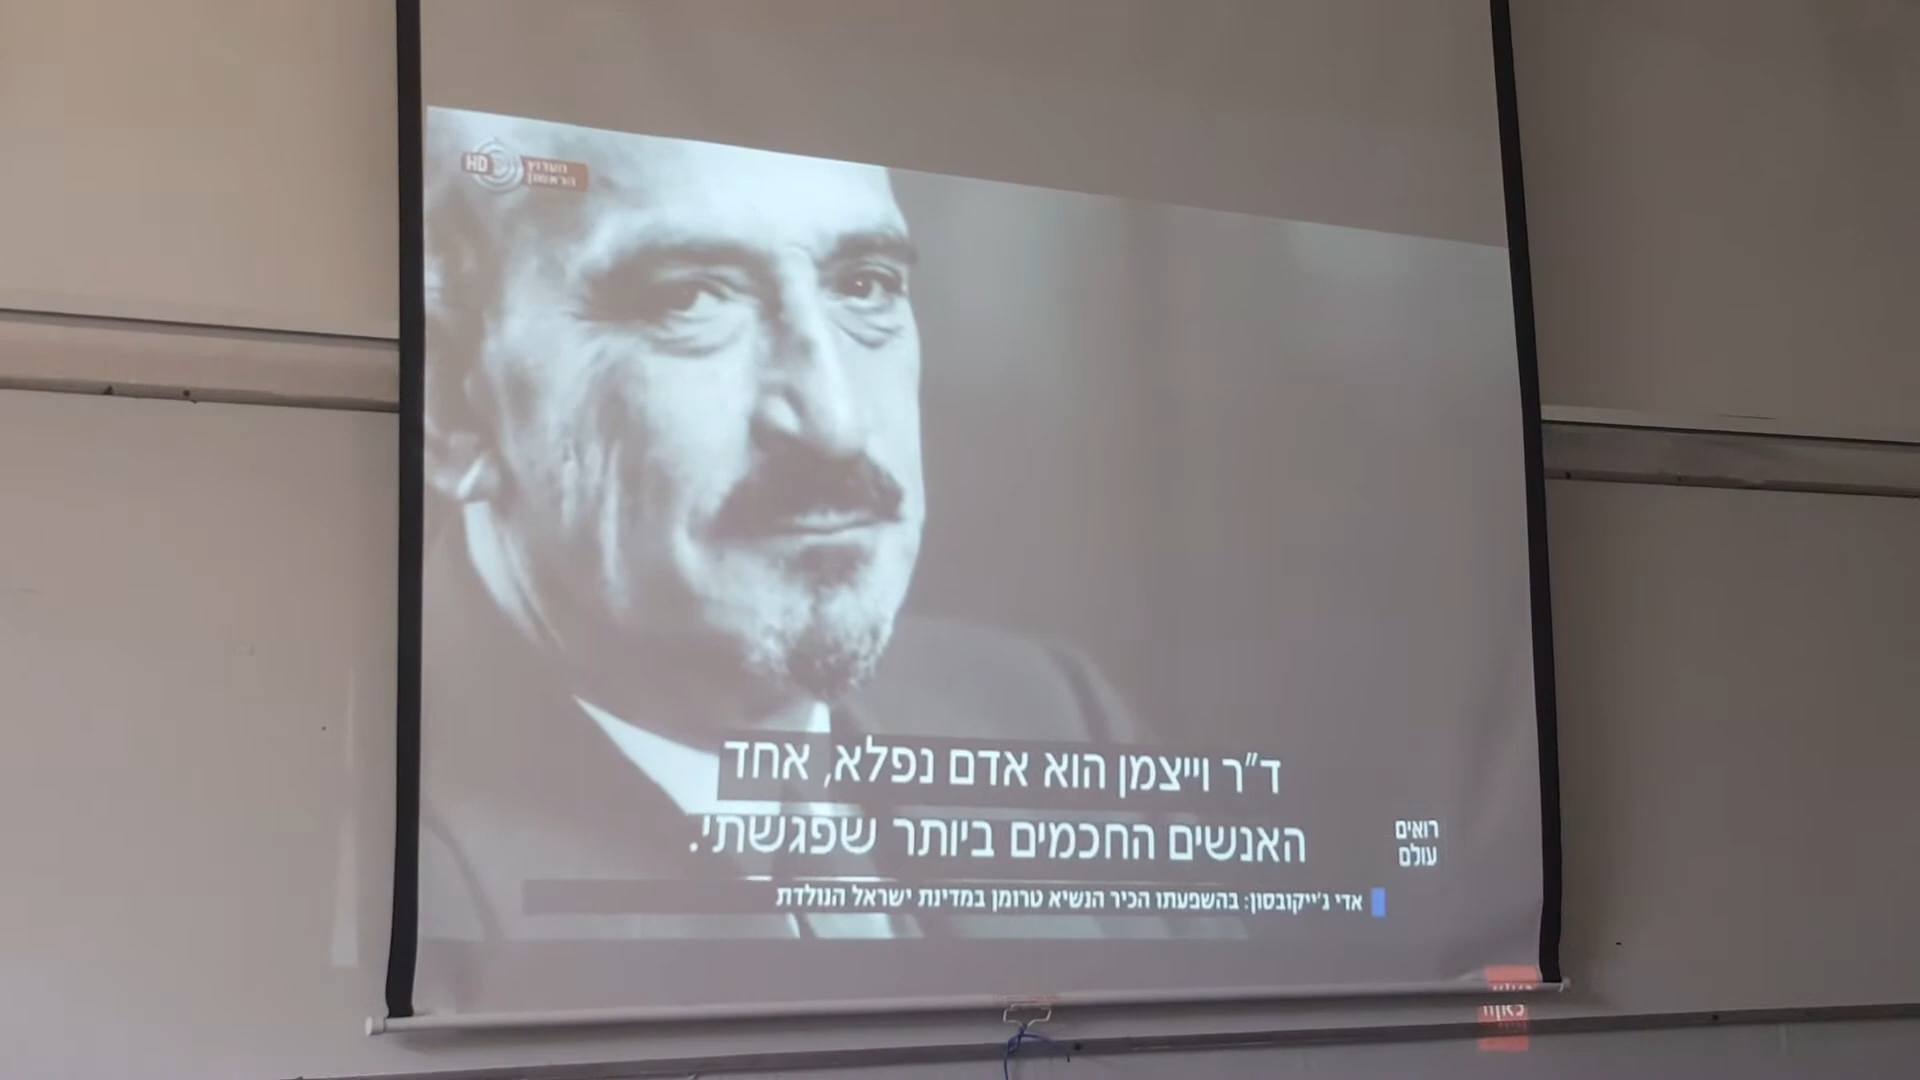 HD
הערוץ
הראשון
ד"ר וייצמן הוא אדם נפלא, אחד
האנשים החכמים ביותר שפגשתי.
רואים
עולם
אדי ג'ייקובסון: בהשפעתו הכיר הנשיא טרומן במדינת ישראל הנולדת